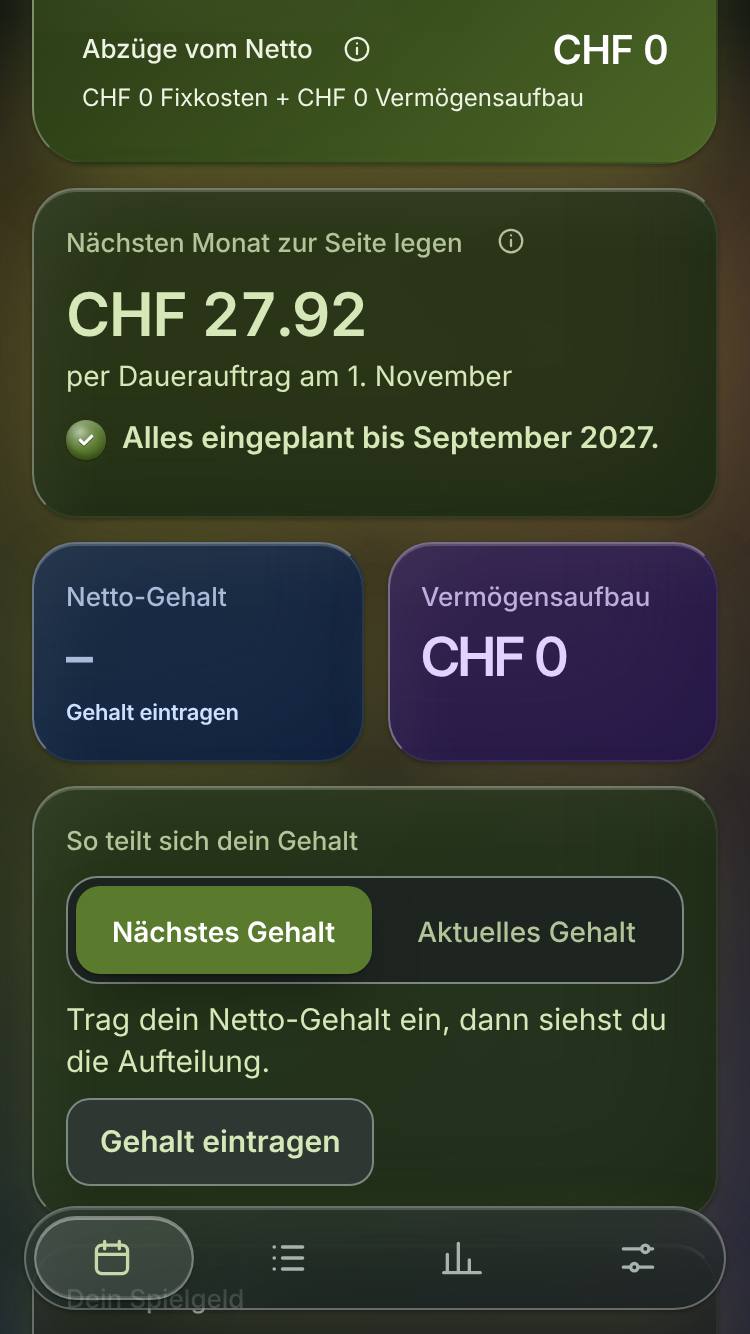 Abzüge vom Netto
CHF 0
CHF 0 Fixkosten + CHF 0 Vermögensaufbau
Nächsten Monat zur Seite legen
CHF 27.92
per Dauerauftrag am 1. November
Alles eingeplant bis September 2027.
Netto-Gehalt
–
Gehalt eintragen
Vermögensaufbau
CHF 0
So teilt sich dein Gehalt
Nächstes Gehalt
Aktuelles Gehalt
Trag dein Netto-Gehalt ein, dann siehst du
die Aufteilung.
Gehalt eintragen
Dein Spielgeld